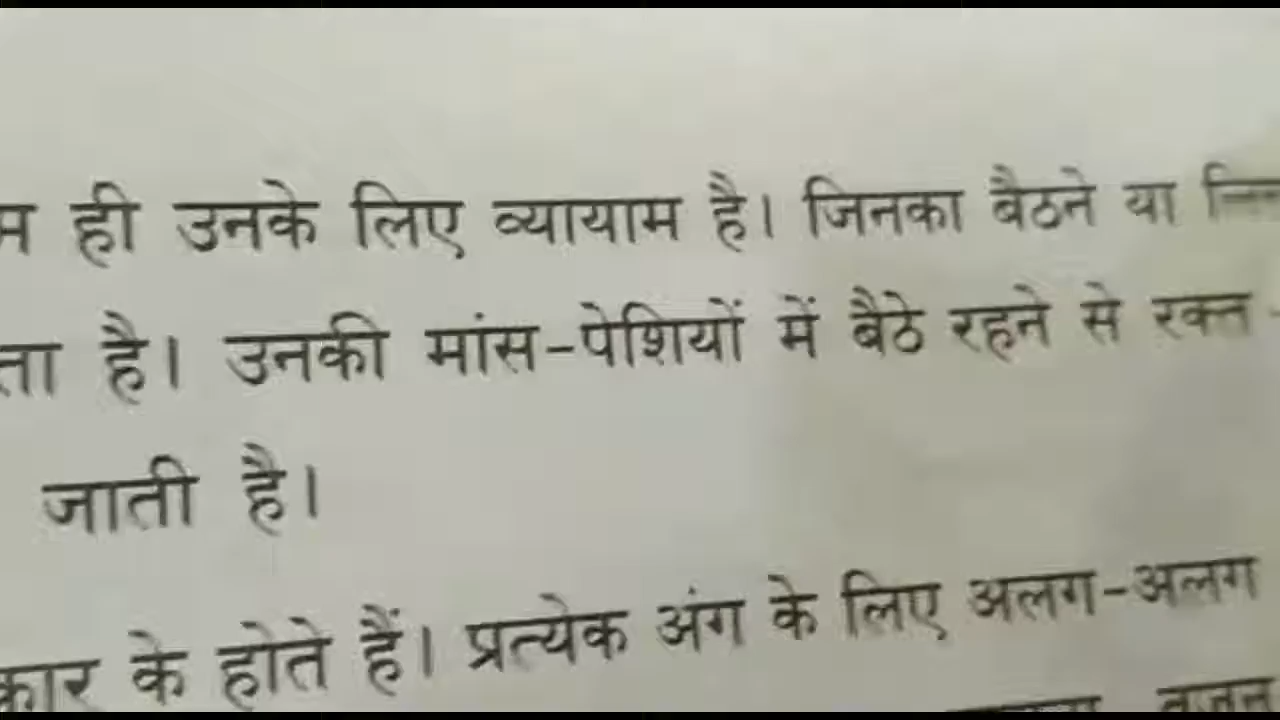 ही उनके लिए व्यायाम है। जिनका बैठने या
है। उनकी मांस-पेशियों में बैठे रहने से रक्त
जाती है।
के होते हैं। प्रत्येक अंग के लिए अलग-अलग